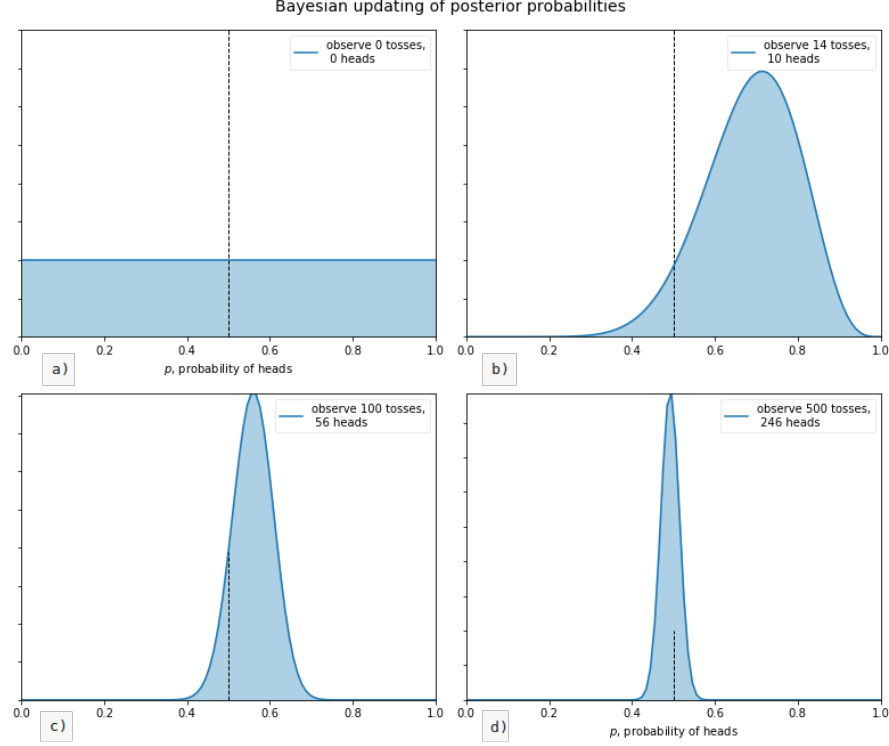 Bayesian updating of posterior probabilities
observe 0 tosses,
0 heads
0.0 0.2 0.4 0.6 0.8 1.0
a)
p, probability of heads
observe 14 tosses,
10 heads
0.0 0.2 0.4 0.6 0.8 1.0
b)
observe 100 tosses,
56 heads
0.0 0.2 0.4 0.6 0.8 1.0
c)
observe 500 tosses,
246 heads
0.0 0.2 0.4 0.6 0.8 1.0
d)
p, probability of heads